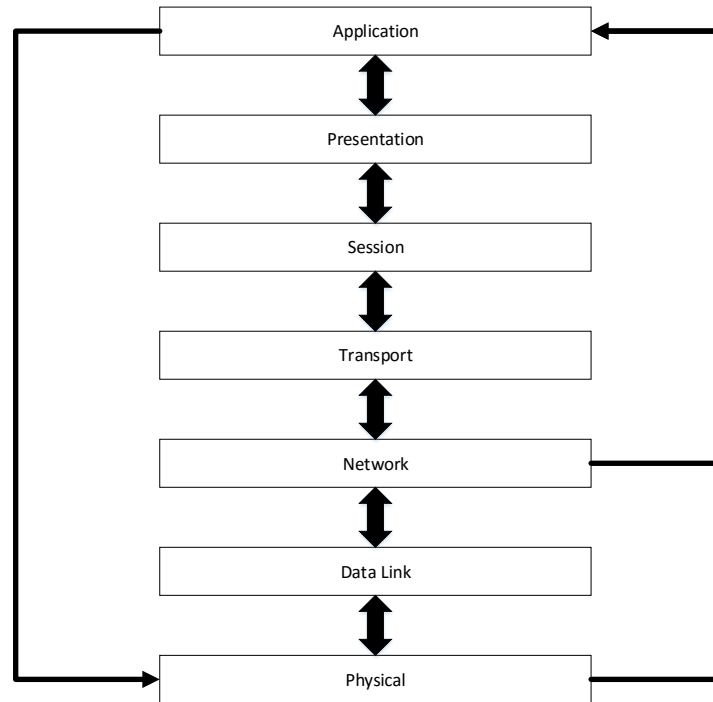 Application
Presentation
Session
Transport
Network
Data Link
Physical